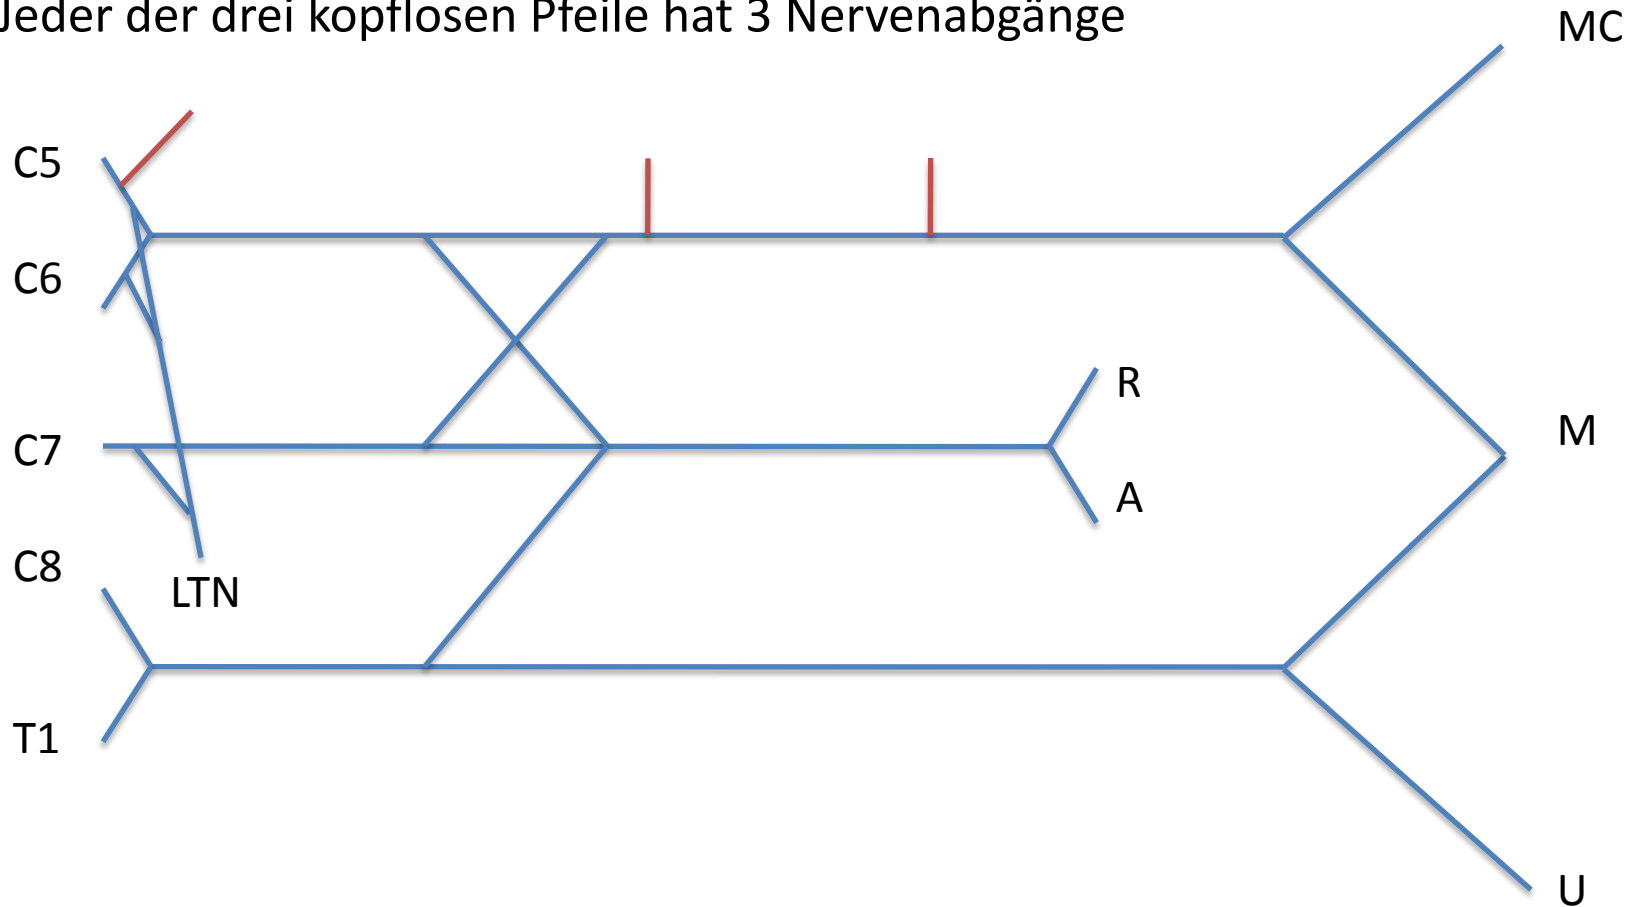 Jeder der drei kopflosen Pfeile hat 3 Nervenabgänge
MC
C5
C6
R
M
C7
A
C8
LTN
T1
U